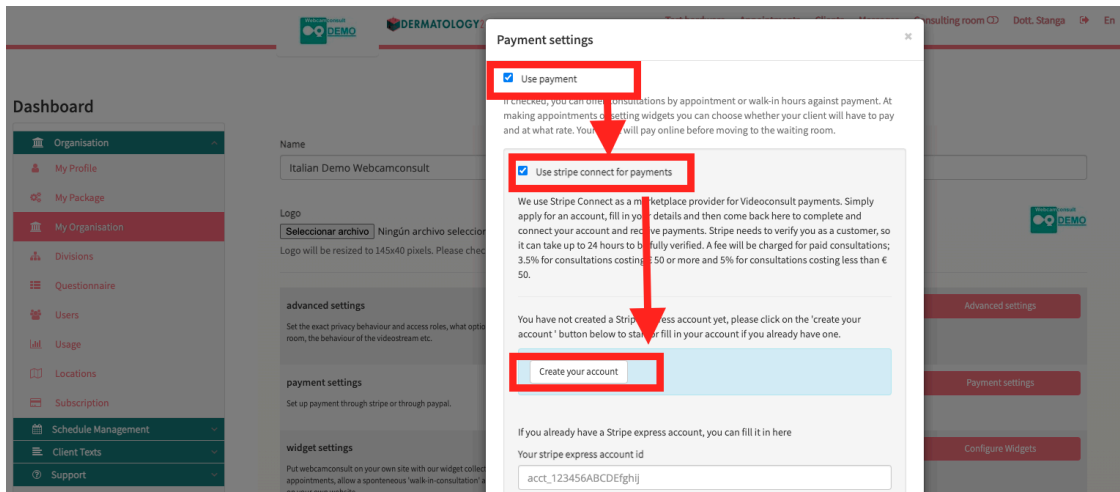 Webcamconsult
DEMO
DERMATOLOGY
Consulting room
Dott. Stanga
En
Payment settings
×
Use payment
If checked, you can offer consultations by appointment or walk-in hours against payment. At
making appointments or setting widgets you can choose whether your client will have to pay
and at what rate. Your will pay online before moving to the waiting room.
Use stripe connect for payments
We use Stripe Connect as a marketplace provider for Videoconsult payments. Simply
apply for an account, fill in your details and then come back here to complete and
connect your account and receive payments. Stripe needs to verify you as a customer, so
it can take up to 24 hours to be fully verified. A fee will be charged for paid consultations;
3.5% for consultations costing € 50 or more and 5% for consultations costing less than €
50.
You have not created a Stripe express account yet, please click on the 'create your
account ' button below to start or fill in your account if you already have one.
Create your account
If you already have a Stripe express account, you can fill it in here
Your stripe express account id
acct_123456ABCDEfghij
Dashboard
Organisation
My Profile
My Package
My Organisation
Divisions
Questionnaire
Users
Usage
Locations
Subscription
Schedule Management
Client Texts
Support
Name
Italian Demo Webcamconsult
Logo
Seleccionar archivo Ningún archivo seleccion
Logo will be resized to 145x40 pixels. Please chec
Webcamconsult
DEMO
advanced settings
Set the exact privacy behaviour and access roles, what optio
room, the behaviour of the videostream etc.
Advanced settings
payment settings
Set up payment through stripe or through paypal.
Payment settings
widget settings
Put webcamconsult on your own site with our widget collec
appointments, allow a sponteneous 'walk-in-consultation' a
Configure Widgets